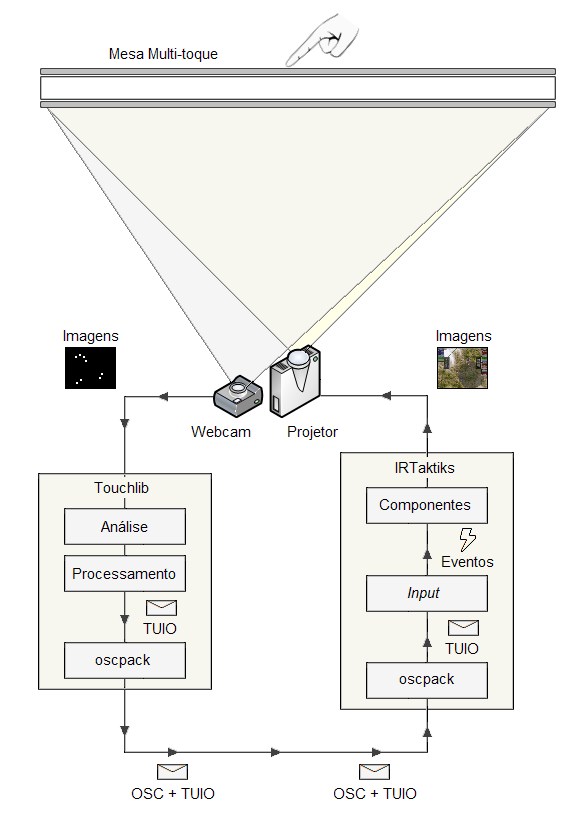 Mesa Multi-toque
Imagens
Imagens
Webcam
Projetor
Touchlib
Análise
Processamento
TUIO
oscpack
IRTaktiks
Componentes
Eventos
Input
TUIO
oscpack
OSC + TUIO
OSC + TUIO